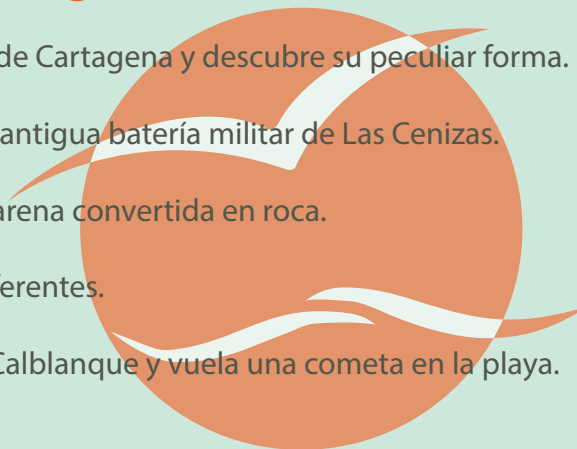 de Cartagena y descubre su peculiar forma.
antigua batería militar de Las Cenizas.
arena convertida en roca.
ferentes.
Calblanque y vuela una cometa en la playa.